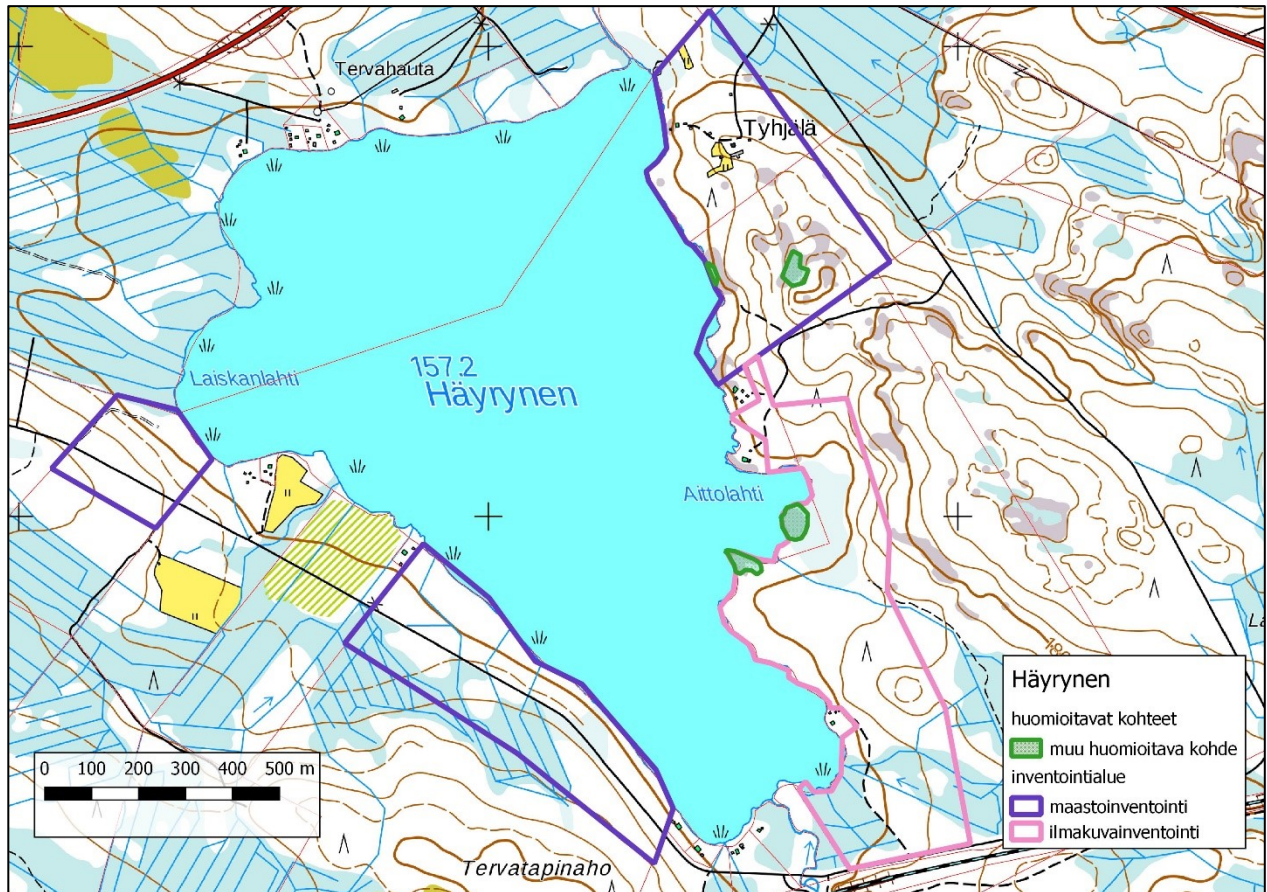 Tervahauta
Tyhjälä
157.2
Häyrynen
Laiskanlahti
Aittolahti
Tervatapinaho
0 100 200 300 400 500 m
Häyrynen
huomioitavat kohteet
muu huomioitava kohde
inventointialue
maastoinventointi
ilmakuvainventointi